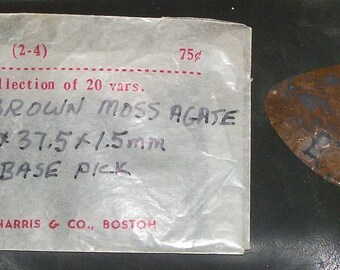 (2-4) 75¢
llection of 20 vars.
BROWN MOSS AGATE
x 37.5 x 1.5mm
BASE PICK
HARRIS & CO., BOSTON